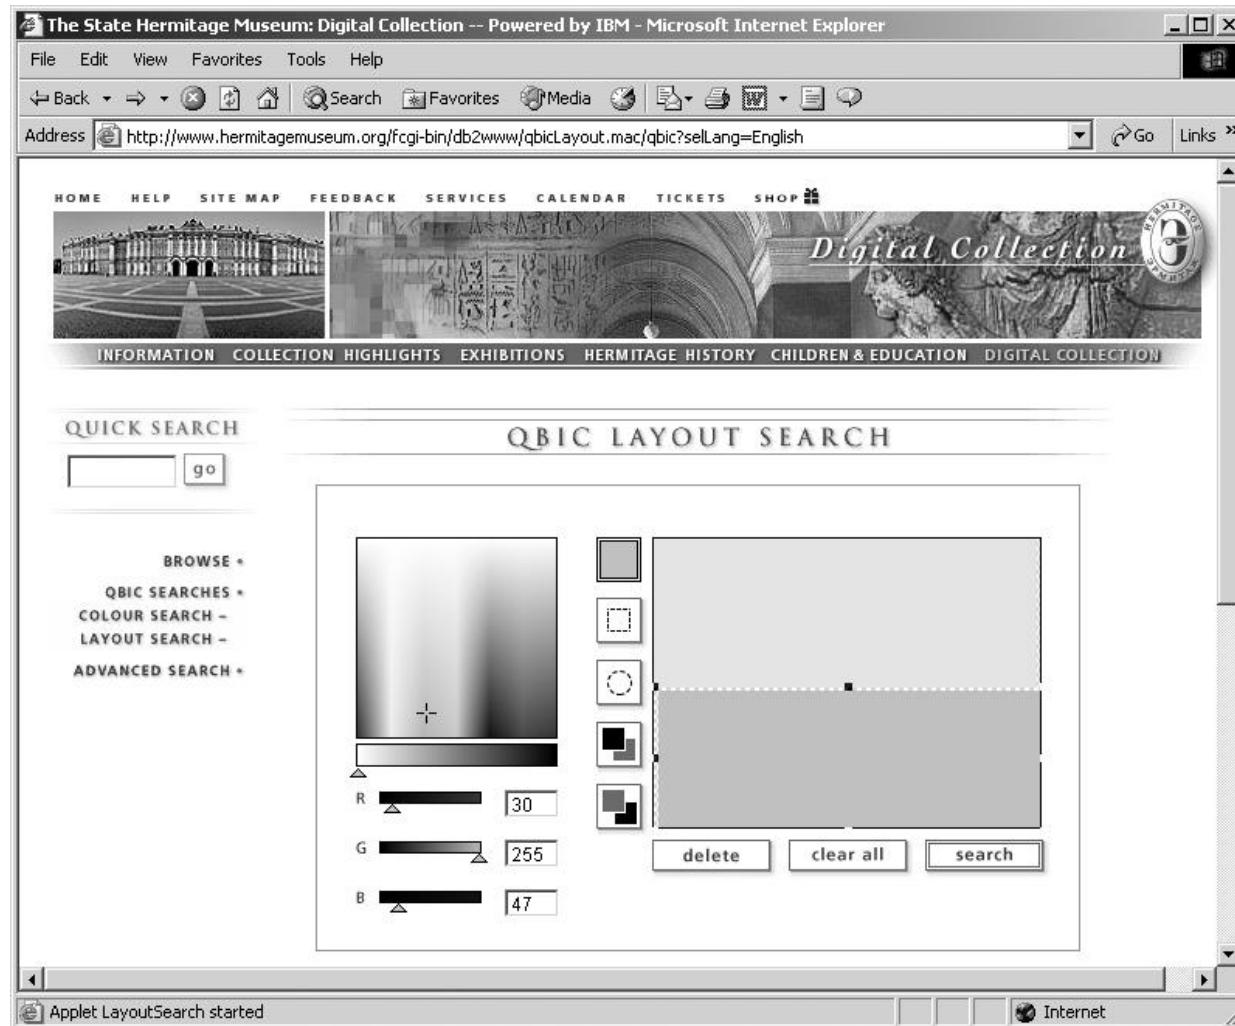 The State Hermitage Museum: Digital Collection -- Powered by IBM - Microsoft Internet Explorer
File Edit View Favorites Tools Help
Back Search Favorites Media
Address http://www.hermitagemuseum.org/fcgi-bin/db2www/qbicLayout.mac/qbic?selLang=English Go Links »
HOME HELP SITE MAP FEEDBACK SERVICES CALENDAR TICKETS SHOP
Digital Collection
INFORMATION COLLECTION HIGHLIGHTS EXHIBITIONS HERMITAGE HISTORY CHILDREN & EDUCATION DIGITAL COLLECTION
QUICK SEARCH
go
QBIC LAYOUT SEARCH
BROWSE •
QBIC SEARCHES •
COLOUR SEARCH –
LAYOUT SEARCH –
ADVANCED SEARCH •
R 30
G 255
B 47
delete clear all search
Applet LayoutSearch started Internet